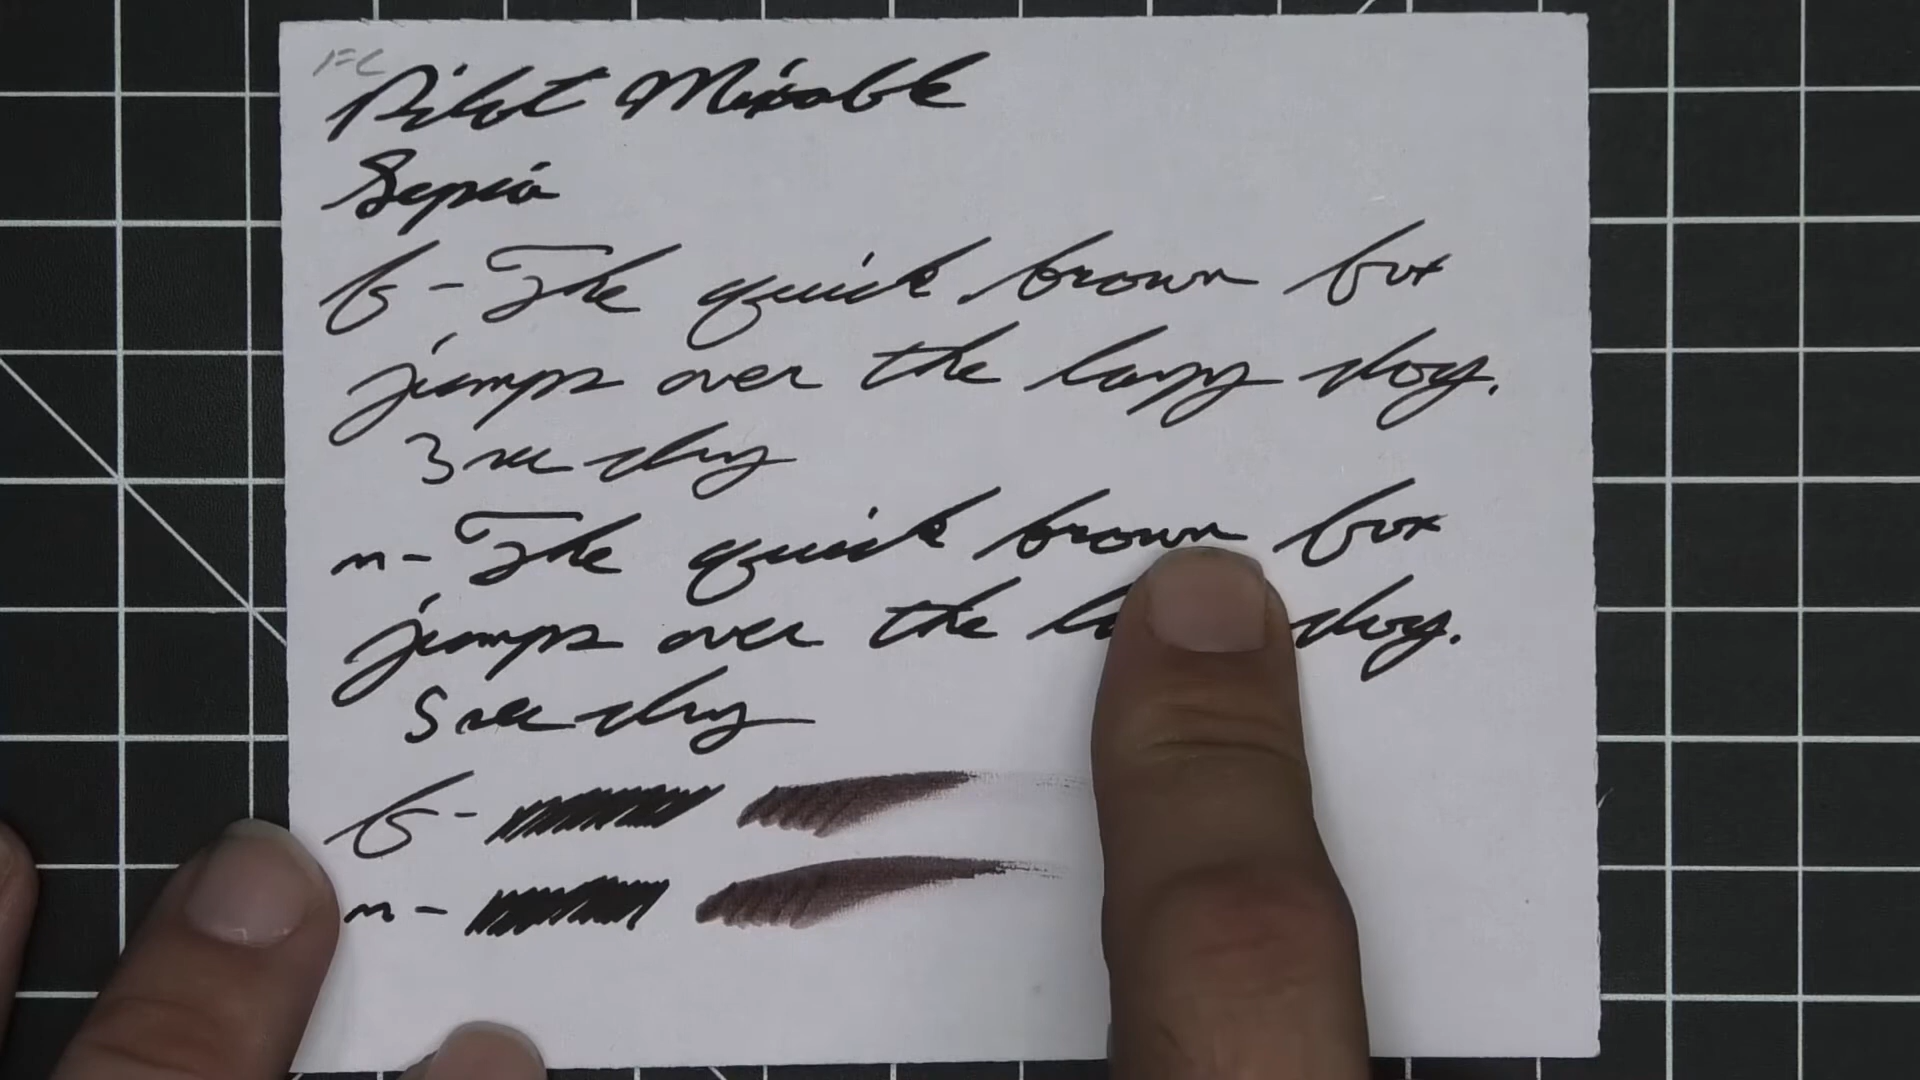 FC
Pilot Mixable
Sepia
f - The quick brown fox
jumps over the lazy dog.
3 sec dry
m - The quick brown fox
jumps over the la dog.
5 sec dry
f -
m -